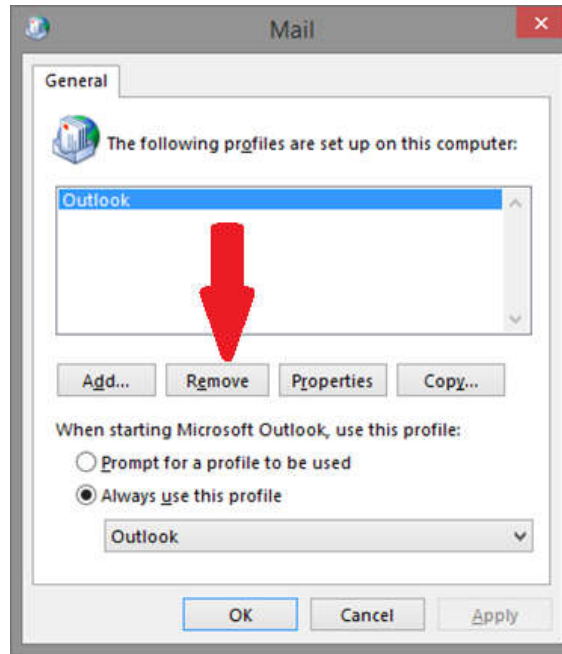 Mail
General
The following profiles are set up on this computer:
Outlook
Add...
Remove
Properties
Copy...
When starting Microsoft Outlook, use this profile:
Prompt for a profile to be used
Always use this profile
Outlook
OK
Cancel
Apply